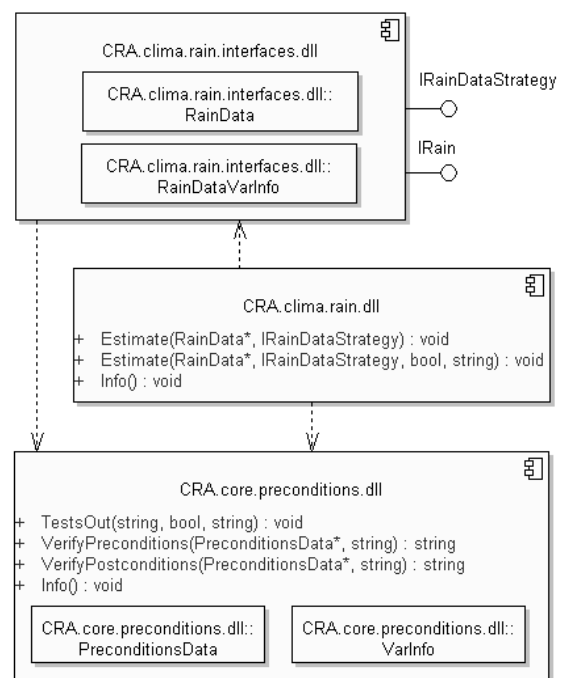 CRA.clima.rain.interfaces.dll
CRA.clima.rain.interfaces.dll::
RainData
IRainDataStrategy
CRA.clima.rain.interfaces.dll::
RainDataVarInfo
IRain
CRA.clima.rain.dll
+ Estimate(RainData*, IRainDataStrategy) : void
+ Estimate(RainData*, IRainDataStrategy, bool, string) : void
+ Info() : void
CRA.core.preconditions.dll
+ TestsOut(string, bool, string) : void
+ VerifyPreconditions(PreconditionsData*, string) : string
+ VerifyPostconditions(PreconditionsData*, string) : string
+ Info() : void
CRA.core.preconditions.dll::
PreconditionsData
CRA.core.preconditions.dll::
VarInfo